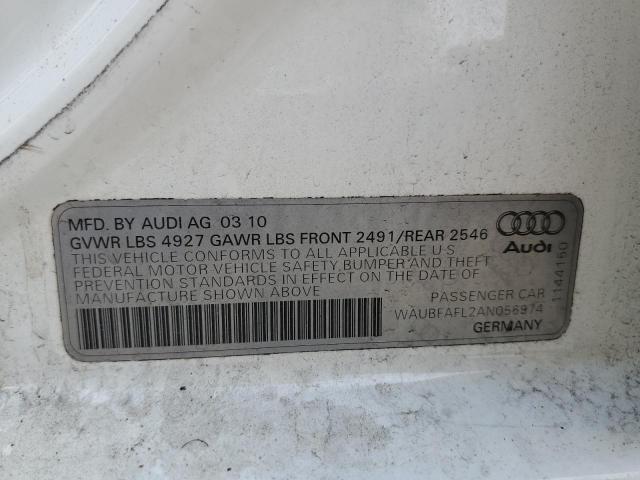 MFD. BY AUDI AG 03 10
GVWR LBS 4927 GAWR LBS FRONT 2491/REAR 2546
THIS VEHICLE CONFORMS TO ALL APPLICABLE U.S
FEDERAL MOTOR VEHICLE SAFETY,BUMPER AND THEFT
PREVENTION STANDARDS IN EFFECT ON THE DATE OF
MANUFACTURE SHOWN ABOVE
Audi
PASSENGER CAR
WAUBFAFL2AN056974
GERMANY
1144150